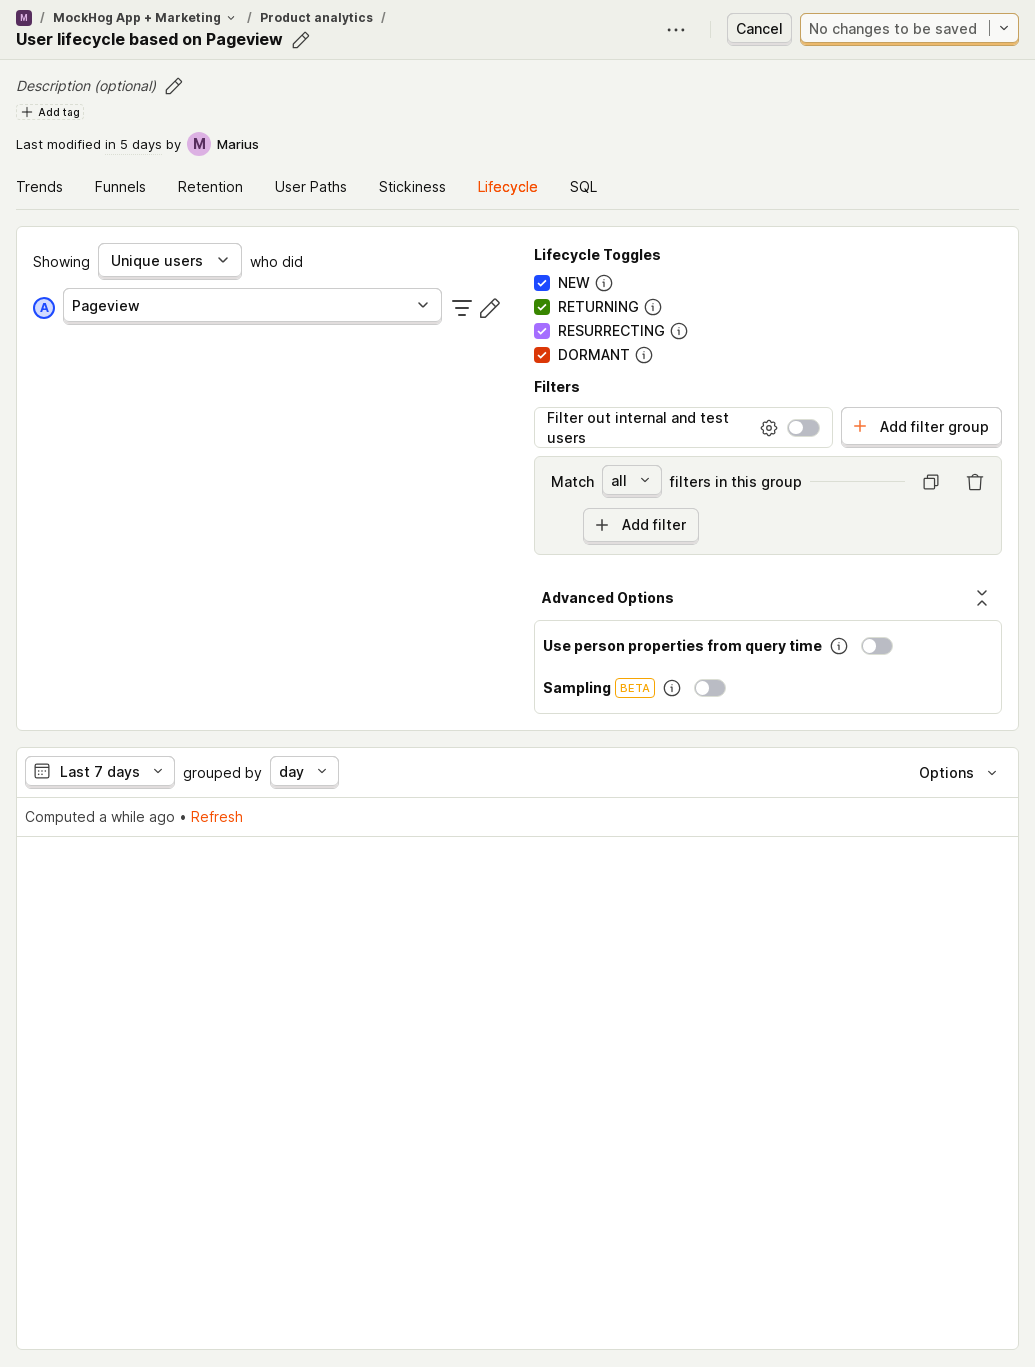 M / MockHog App + Marketing / Product analytics /
User lifecycle based on Pageview
Cancel
No changes to be saved
Description (optional)
Add tag
Last modified in 5 days by M Marius
Trends Funnels Retention User Paths Stickiness Lifecycle SQL
Showing Unique users who did
A Pageview
Lifecycle Toggles
NEW
RETURNING
RESURRECTING
DORMANT
Filters
Filter out internal and test
users
Add filter group
Match all filters in this group
Add filter
Advanced Options
Use person properties from query time
Sampling BETA
Last 7 days grouped by day Options
Computed a while ago • Refresh